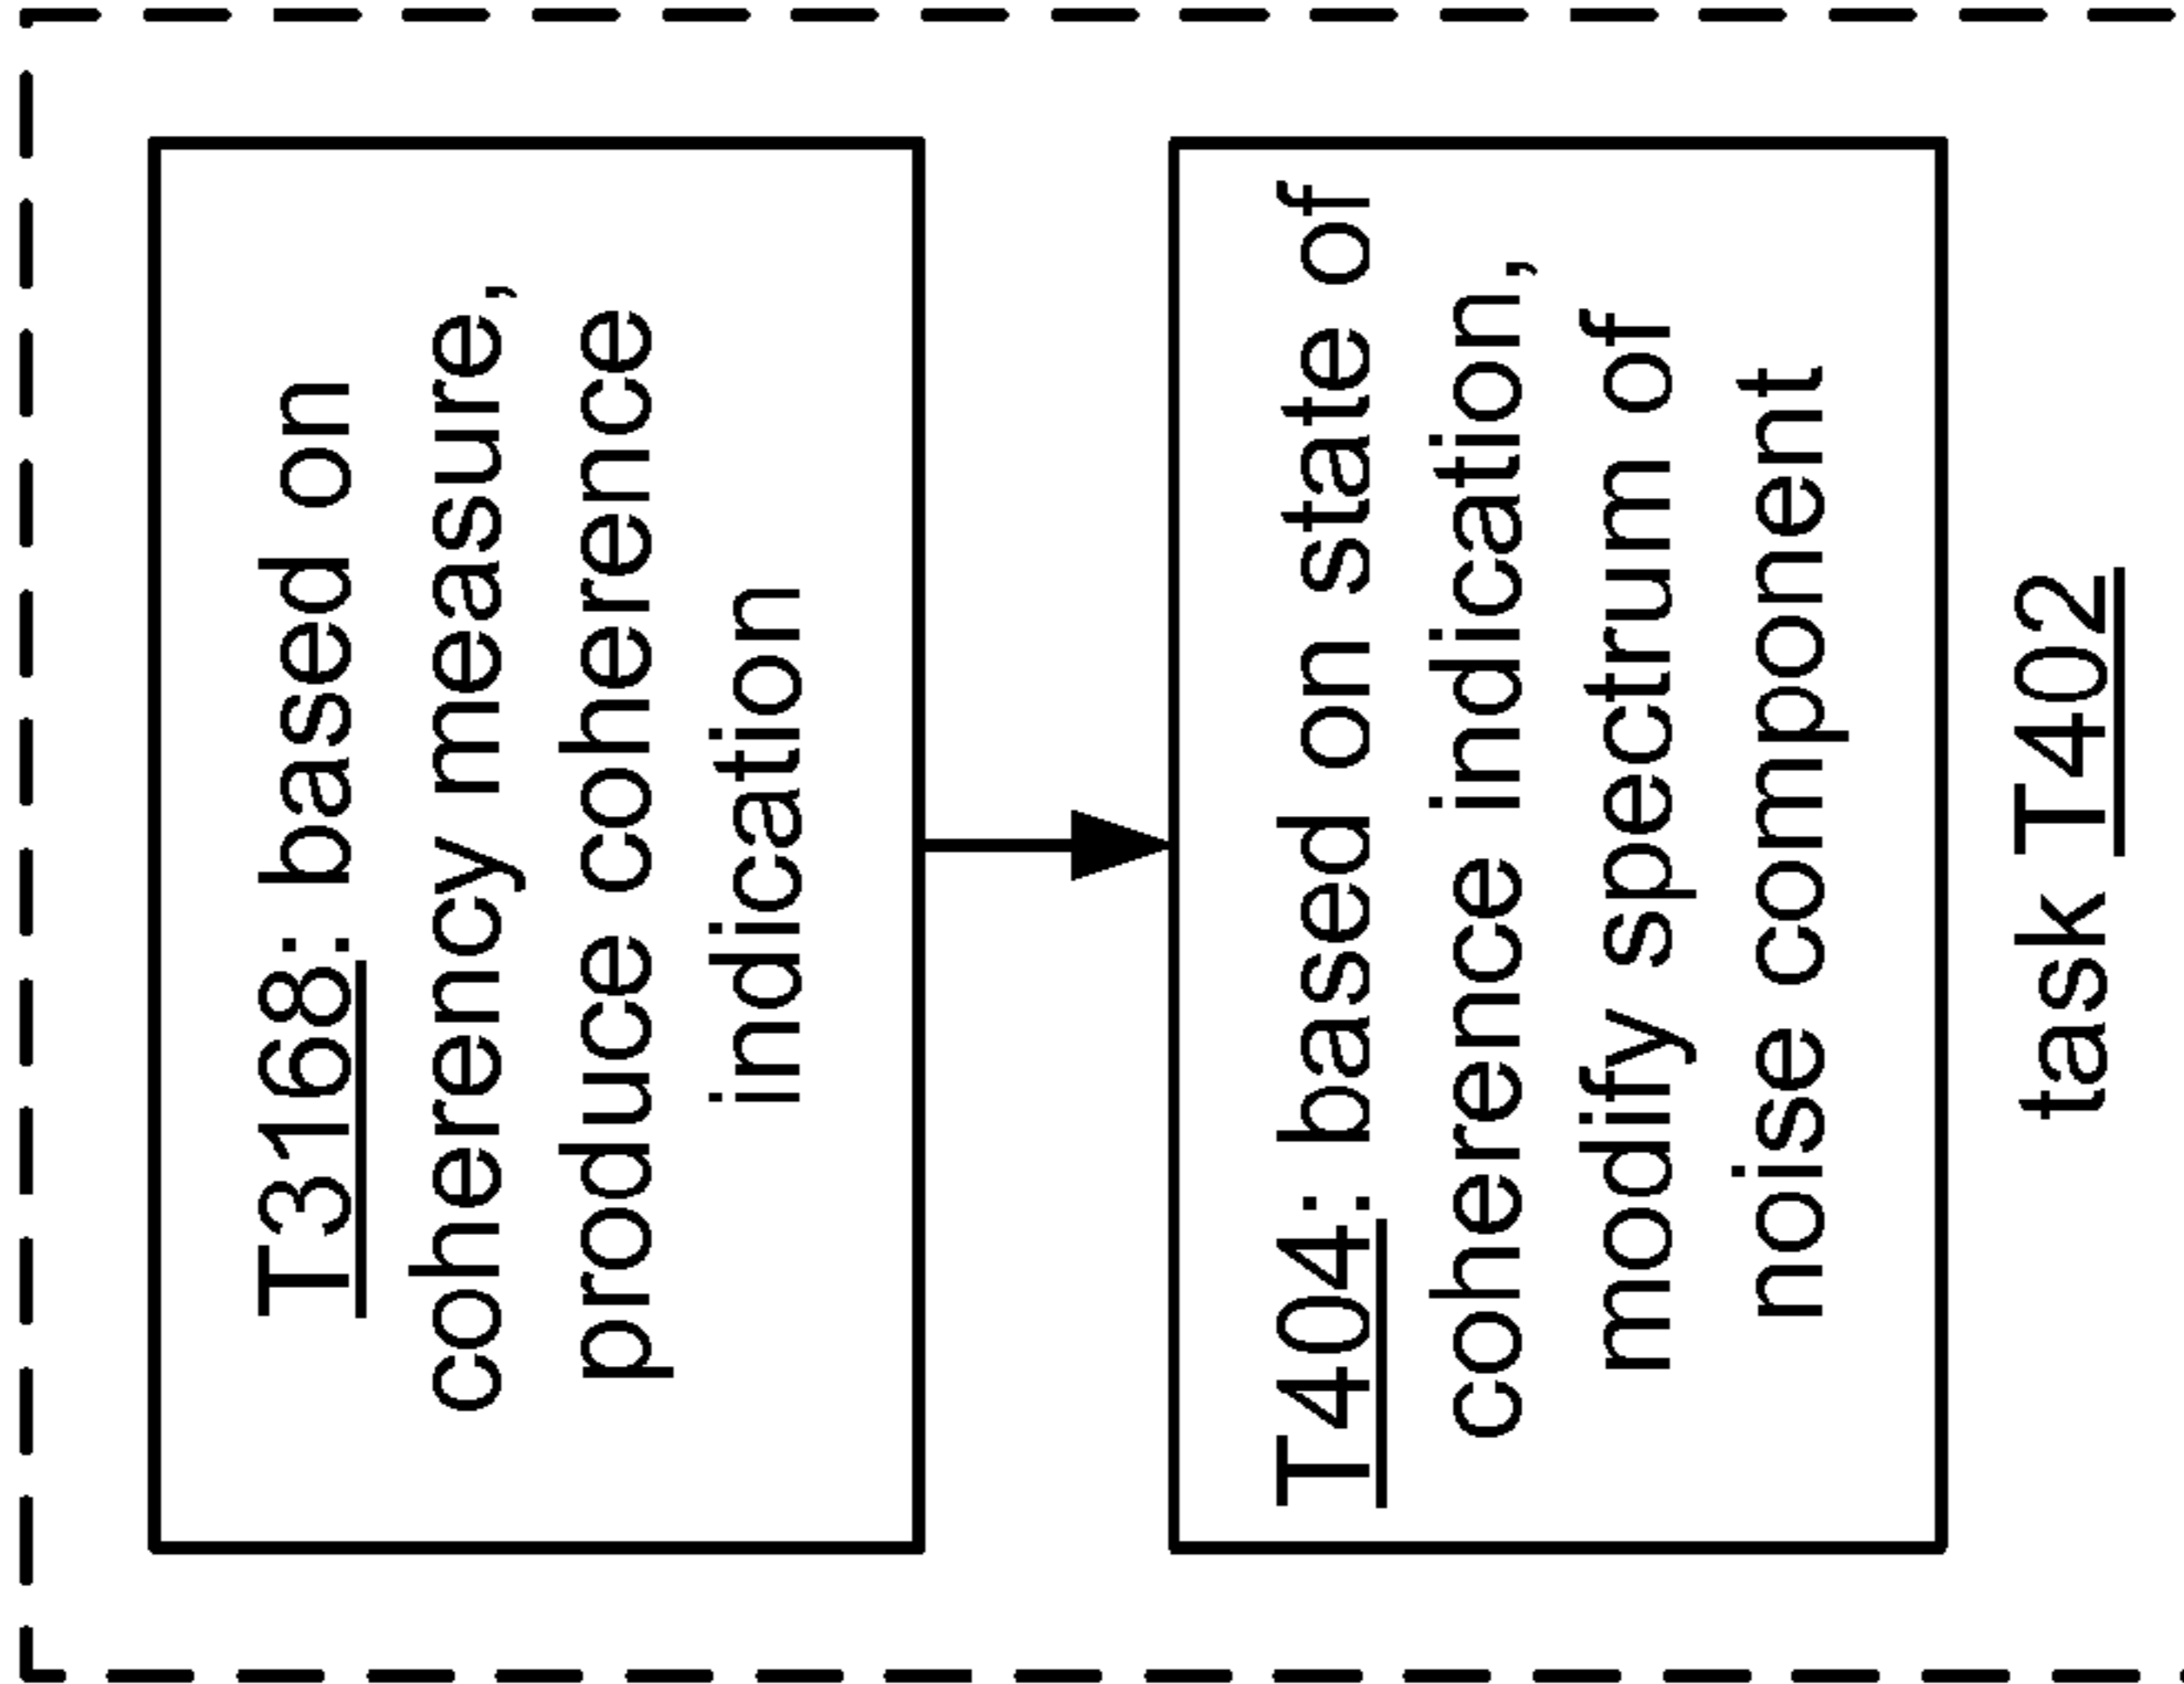 T3168: based on
coherency measure,
produce coherence
indication
T404: based on state of
coherence indication,
modify spectrum of
noise component
task T402